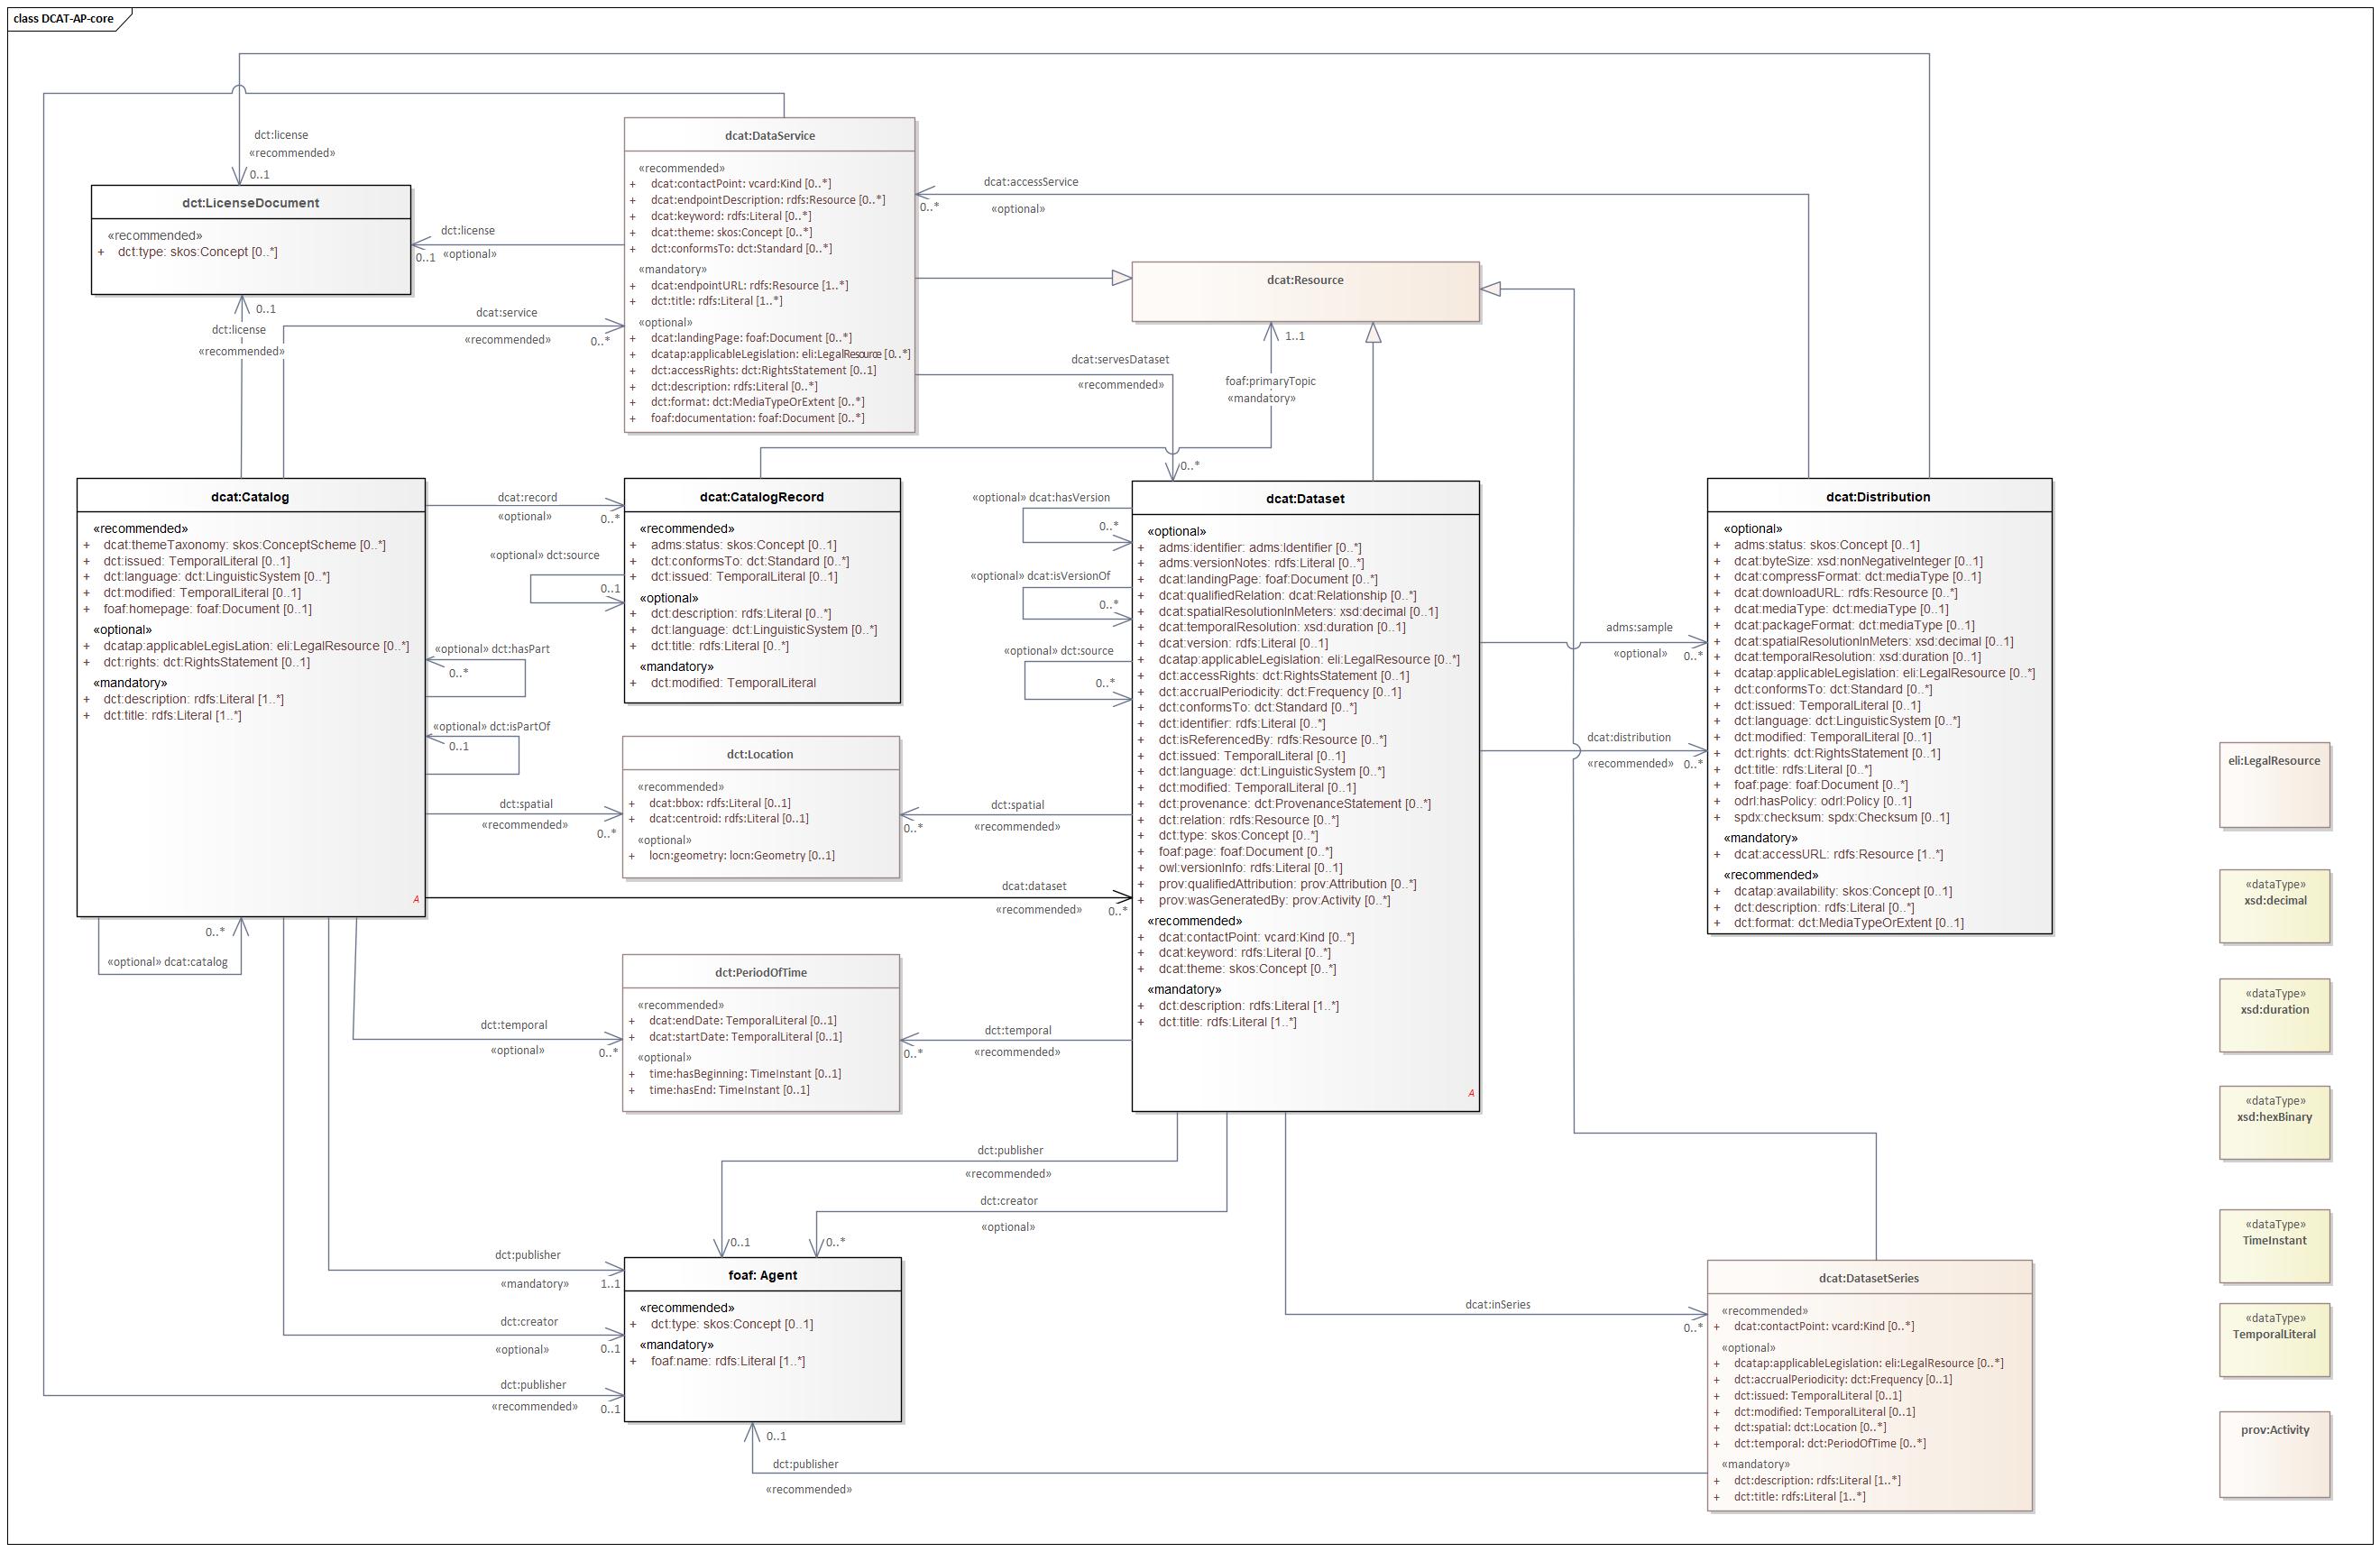 class DCAT-AP-core
dct:license
«recommended»
0..1
dct:LicenseDocument
«recommended»
+ dct:type: skos:Concept [0..*]
dcat:DataService
«recommended»
+ dcat:contactPoint: vcard:Kind [0..*]
+ dcat:endpointDescription: rdfs:Resource [0..*]
+ dcat:keyword: rdfs:Literal [0..*]
+ dcat:theme: skos:Concept [0..*]
+ dct:conformsTo: dct:Standard [0..*]
«mandatory»
+ dcat:endpointURL: rdfs:Resource [1..*]
+ dct:title: rdfs:Literal [1..*]
«optional»
+ dcat:landingPage: foaf:Document [0..*]
+ dcatap:applicableLegislation: eli:LegalResource [0..*]
+ dct:accessRights: dct:RightsStatement [0..1]
+ dct:description: rdfs:Literal [0..*]
+ dct:format: dct:MediaTypeOrExtent [0..*]
+ foaf:documentation: foaf:Document [0..*]
dcat:accessService
0..*
«optional»
dct:license
0..1 «optional»
0..1
dct:license
«recommended»
dcat:service
«recommended»
0..*
dcat:Resource
1..1
dcat:servesDataset
«recommended»
foaf:primaryTopic
«mandatory»
0..*
dcat:Catalog
«recommended»
+ dcat:themeTaxonomy: skos:ConceptScheme [0..*]
+ dct:issued: TemporalLiteral [0..1]
+ dct:language: dct:LinguisticSystem [0..*]
+ dct:modified: TemporalLiteral [0..1]
+ foaf:homepage: foaf:Document [0..1]
«optional»
+ dcatap:applicableLegisLation: eli:LegalResource [0..*]
+ dct:rights: dct:RightsStatement [0..1]
«mandatory»
+ dct:description: rdfs:Literal [1..*]
+ dct:title: rdfs:Literal [1..*]
A
dcat:record
«optional»
0..*
dcat:CatalogRecord
«recommended»
+ adms:status: skos:Concept [0..1]
+ dct:conformsTo: dct:Standard [0..*]
+ dct:issued: TemporalLiteral [0..1]
«optional»
+ dct:description: rdfs:Literal [0..*]
+ dct:language: dct:LinguisticSystem [0..*]
+ dct:title: rdfs:Literal [0..*]
«mandatory»
+ dct:modified: TemporalLiteral
«optional» dct:source
0..1
«optional» dct:hasPart
0..*
«optional» dct:isPartOf
0..1
«optional» dcat:hasVersion
0..*
«optional» dcat:isVersionOf
0..*
«optional» dct:source
0..*
dcat:Dataset
«optional»
+ adms:identifier: adms:Identifier [0..*]
+ adms:versionNotes: rdfs:Literal [0..*]
+ dcat:landingPage: foaf:Document [0..*]
+ dcat:qualifiedRelation: dcat:Relationship [0..*]
+ dcat:spatialResolutionInMeters: xsd:decimal [0..1]
+ dcat:temporalResolution: xsd:duration [0..1]
+ dcat:version: rdfs:Literal [0..1]
+ dcatap:applicableLegislation: eli:LegalResource [0..*]
+ dct:accessRights: dct:RightsStatement [0..1]
+ dct:accrualPeriodicity: dct:Frequency [0..1]
+ dct:conformsTo: dct:Standard [0..*]
+ dct:identifier: rdfs:Literal [0..*]
+ dct:isReferencedBy: rdfs:Resource [0..*]
+ dct:issued: TemporalLiteral [0..1]
+ dct:language: dct:LinguisticSystem [0..*]
+ dct:modified: TemporalLiteral [0..1]
+ dct:provenance: dct:ProvenanceStatement [0..*]
+ dct:relation: rdfs:Resource [0..*]
+ dct:type: skos:Concept [0..*]
+ foaf:page: foaf:Document [0..*]
+ owl:versionInfo: rdfs:Literal [0..1]
+ prov:qualifiedAttribution: prov:Attribution [0..*]
+ prov:wasGeneratedBy: prov:Activity [0..*]
«recommended»
+ dcat:contactPoint: vcard:Kind [0..*]
+ dcat:keyword: rdfs:Literal [0..*]
+ dcat:theme: skos:Concept [0..*]
«mandatory»
+ dct:description: rdfs:Literal [1..*]
+ dct:title: rdfs:Literal [1..*]
A
adms:sample
«optional» 0..*
dcat:distribution
«recommended» 0..*
dcat:Distribution
«optional»
+ adms:status: skos:Concept [0..1]
+ dcat:byteSize: xsd:nonNegativeInteger [0..1]
+ dcat:compressFormat: dct:mediaType [0..1]
+ dcat:downloadURL: rdfs:Resource [0..*]
+ dcat:mediaType: dct:mediaType [0..1]
+ dcat:packageFormat: dct:mediaType [0..1]
+ dcat:spatialResolutionInMeters: xsd:decimal [0..1]
+ dcat:temporalResolution: xsd:duration [0..1]
+ dcatap:applicableLegislation: eli:LegalResource [0..*]
+ dct:conformsTo: dct:Standard [0..*]
+ dct:issued: TemporalLiteral [0..1]
+ dct:language: dct:LinguisticSystem [0..*]
+ dct:modified: TemporalLiteral [0..1]
+ dct:rights: dct:RightsStatement [0..1]
+ dct:title: rdfs:Literal [0..*]
+ foaf:page: foaf:Document [0..*]
+ odrl:hasPolicy: odrl:Policy [0..1]
+ spdx:checksum: spdx:Checksum [0..1]
«mandatory»
+ dcat:accessURL: rdfs:Resource [1..*]
«recommended»
+ dcatap:availability: skos:Concept [0..1]
+ dct:description: rdfs:Literal [0..*]
+ dct:format: dct:MediaTypeOrExtent [0..1]
dct:spatial
«recommended»
0..*
dct:Location
«recommended»
+ dcat:bbox: rdfs:Literal [0..1]
+ dcat:centroid: rdfs:Literal [0..1]
«optional»
+ locn:geometry: locn:Geometry [0..1]
dct:spatial
0..*
«recommended»
dcat:dataset
«recommended»
0..*
0..*
«optional» dcat:catalog
dct:temporal
«optional»
0..*
dct:PeriodOfTime
«recommended»
+ dcat:endDate: TemporalLiteral [0..1]
+ dcat:startDate: TemporalLiteral [0..1]
«optional»
+ time:hasBeginning: TimeInstant [0..1]
+ time:hasEnd: TimeInstant [0..1]
dct:temporal
0..*
«recommended»
dct:publisher
«recommended»
0..1
dct:creator
«optional»
0..*
dct:publisher
«mandatory»
1..1
dct:creator
«optional»
0..1
dct:publisher
«recommended»
0..1
foaf: Agent
«recommended»
+ dct:type: skos:Concept [0..1]
«mandatory»
+ foaf:name: rdfs:Literal [1..*]
0..1
dct:publisher
«recommended»
dcat:inSeries
0..*
dcat:DatasetSeries
«recommended»
+ dcat:contactPoint: vcard:Kind [0..*]
«optional»
+ dcatap:applicableLegislation: eli:LegalResource [0..*]
+ dct:accrualPeriodicity: dct:Frequency [0..1]
+ dct:issued: TemporalLiteral [0..1]
+ dct:modified: TemporalLiteral [0..1]
+ dct:spatial: dct:Location [0..*]
+ dct:temporal: dct:PeriodOfTime [0..*]
«mandatory»
+ dct:description: rdfs:Literal [1..*]
+ dct:title: rdfs:Literal [1..*]
eli:LegalResource
«dataType»
xsd:decimal
«dataType»
xsd:duration
«dataType»
xsd:hexBinary
«dataType»
TimeInstant
«dataType»
TemporalLiteral
prov:Activity